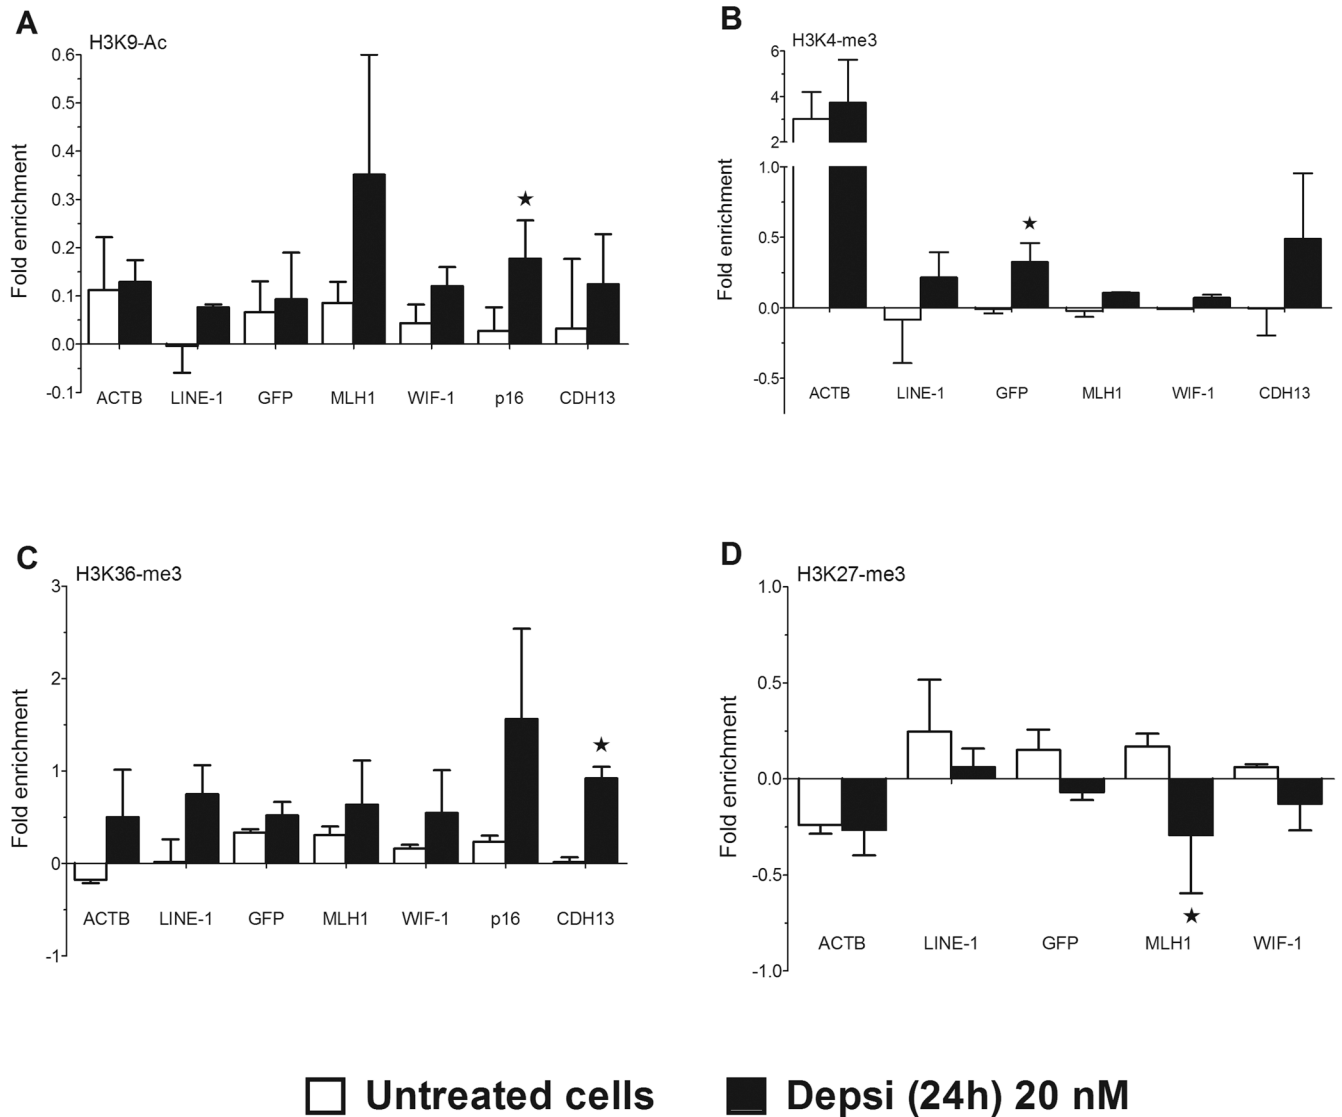 A
H3K9-Ac
Fold enrichment
0.6
0.5
0.4
0.3
0.2
0.1
0.0
-0.1
★
ACTB LINE-1 GFP MLH1 WIF-1 p16 CDH13
B
H3K4-me3
Fold enrichment
6
4
2
1.0
0.5
0.0
-0.5
★
ACTB LINE-1 GFP MLH1 WIF-1 CDH13
C
H3K36-me3
Fold enrichment
3
2
1
0
-1
★
ACTB LINE-1 GFP MLH1 WIF-1 p16 CDH13
D
H3K27-me3
Fold enrichment
1.0
0.5
0.0
-0.5
-1.0
★
ACTB LINE-1 GFP MLH1 WIF-1
Untreated cells Depsi (24h) 20 nM